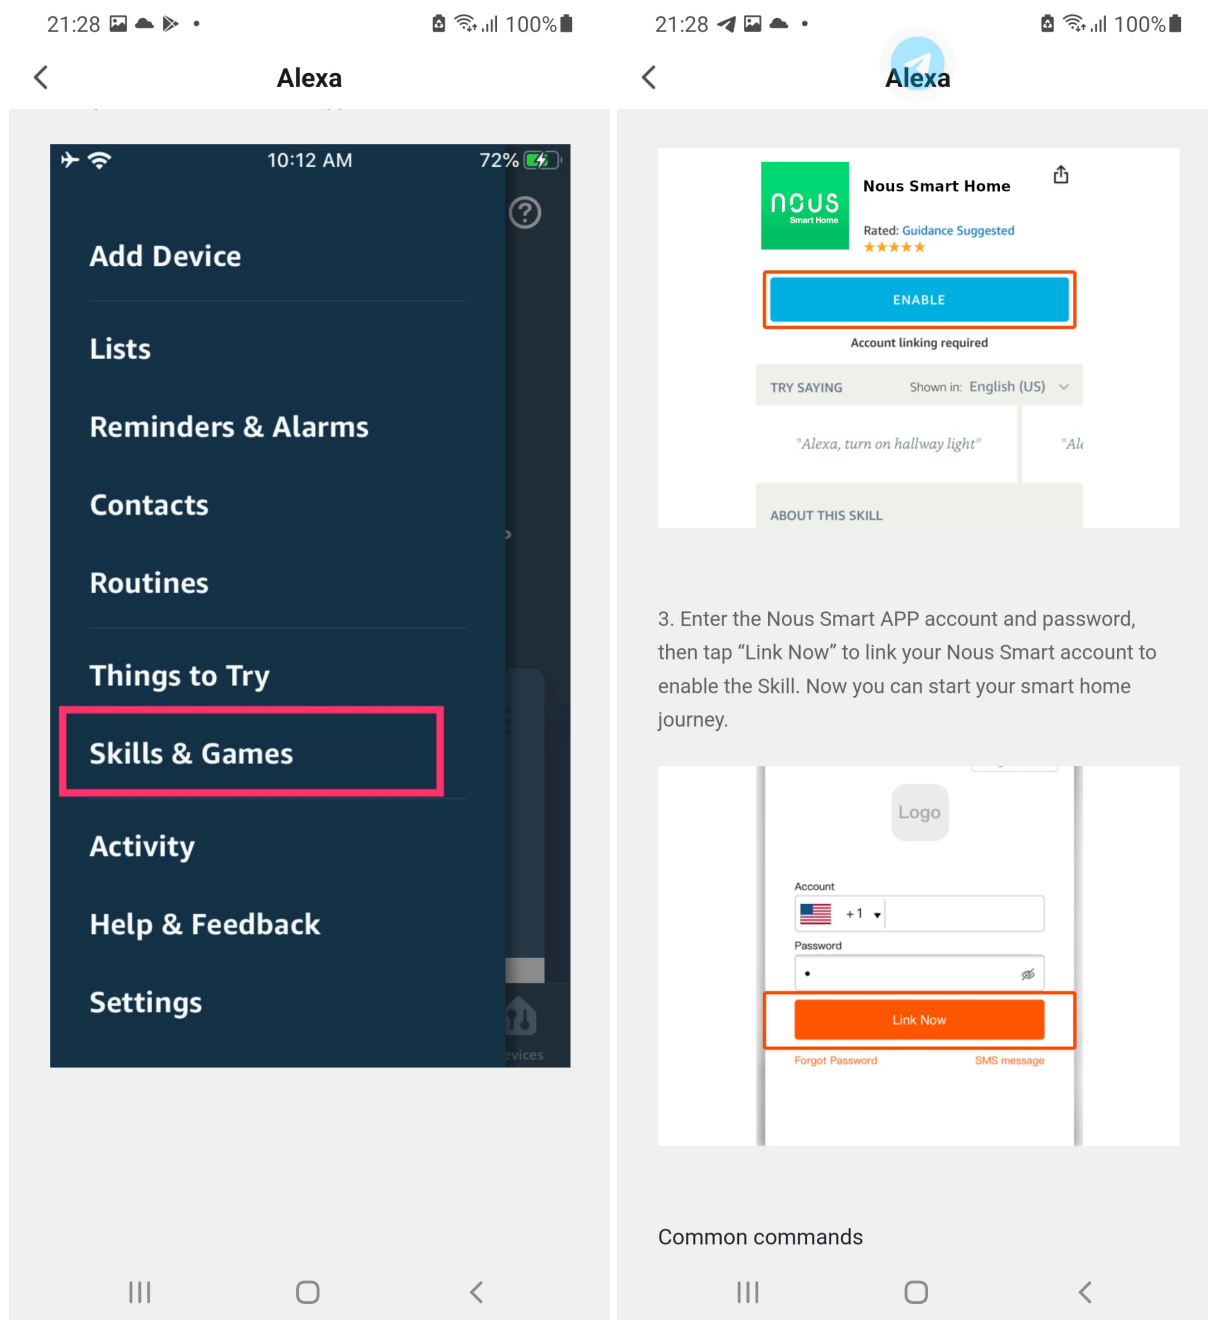 21:28
100%
Alexa
10:12 AM
72%
Add Device
Lists
Reminders & Alarms
Contacts
Routines
Things to Try
Skills & Games
Activity
Help & Feedback
Settings
evices
21:28
100%
Alexa
nous
Smart Home
Nous Smart Home
Rated: Guidance Suggested
ENABLE
Account linking required
TRY SAYING
Shown in: English (US)
"Alexa, turn on hallway light"
"Al
ABOUT THIS SKILL
3. Enter the Nous Smart APP account and password,
then tap “Link Now” to link your Nous Smart account to
enable the Skill. Now you can start your smart home
journey.
Logo
Account
+1
Password
Link Now
Forgot Password
SMS message
Common commands